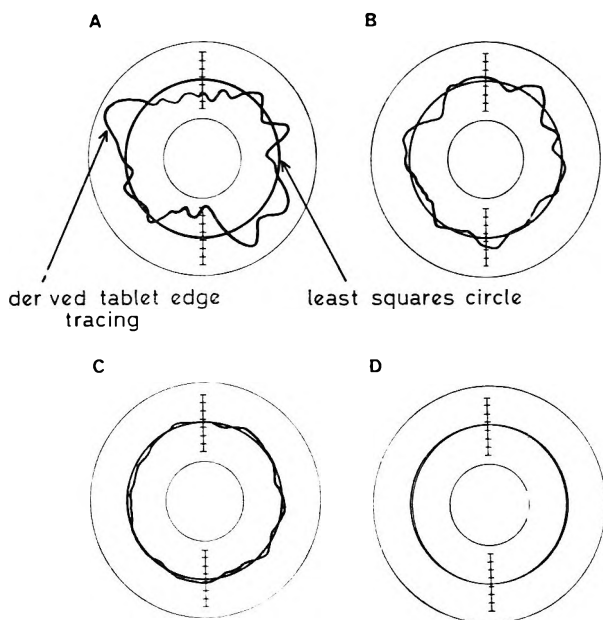 A
B
der ved tablet edge
tracing
least squares circle
C
D